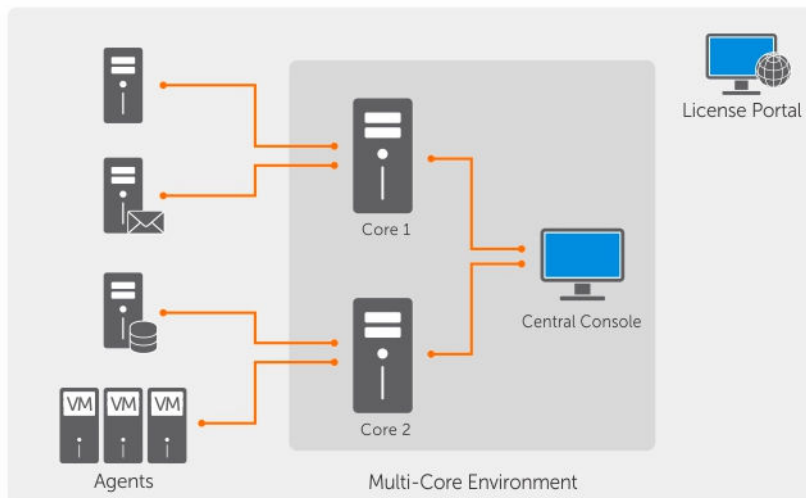 License Portal
Core 1
Central Console
VM VM VM
Core 2
Agents
Multi-Core Environment